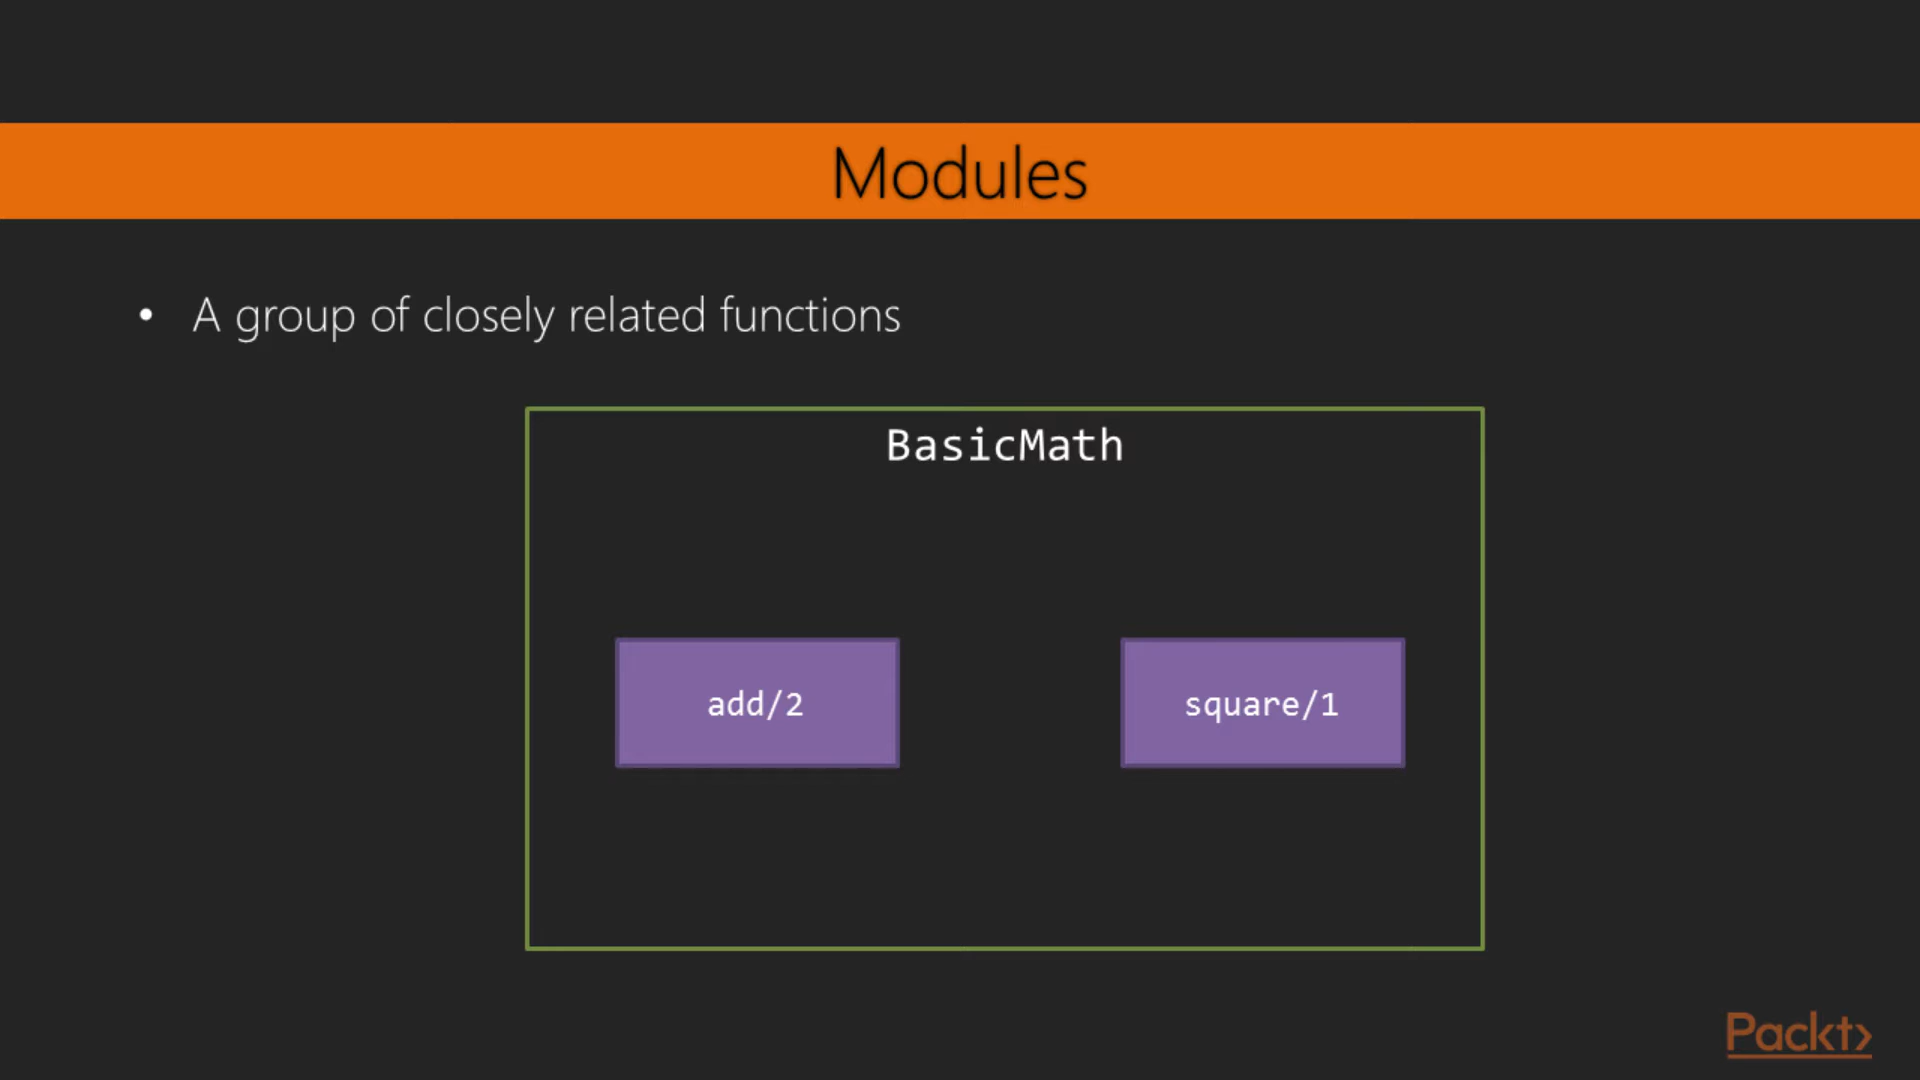 Modules
• A group of closely related functions
BasicMath
add/2
square/1
Packt>